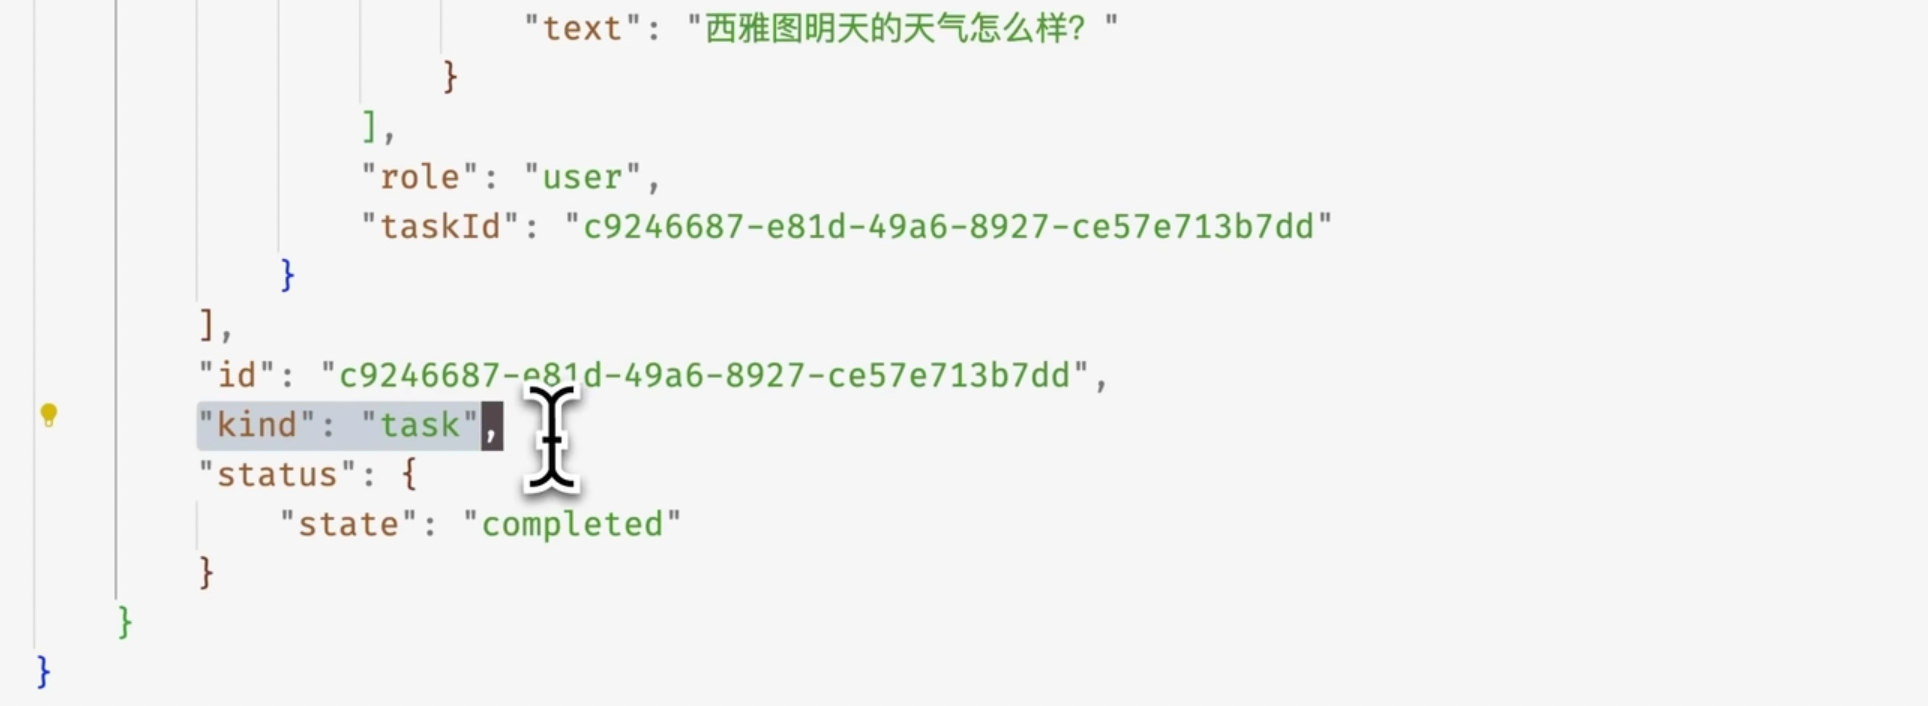 "text": "西雅图明天的天气怎么样？"
}
],
"role": "user",
"taskId": "c9246687-e81d-49a6-8927-ce57e713b7dd"
}
],
"id": "c9246687-e81d-49a6-8927-ce57e713b7dd",
"kind": "task",
"status": {
"state": "completed"
}
}
}